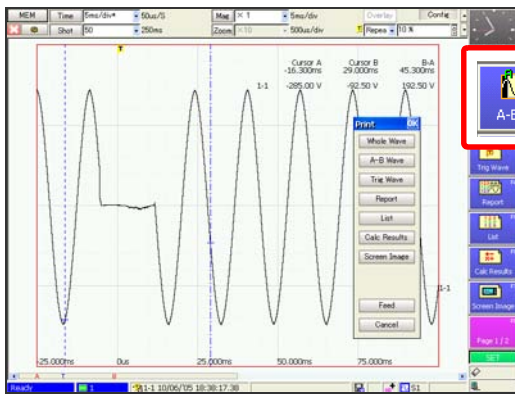 MEM Time 5ms/div* 50us/S Mag × 1 5ms/div Overlay Config
Shot 50 250ms Zoom ×10 500us/div Repea 10 %
T
Cursor A Cursor B B-A
-16.300ms 29.000ms 45.300ms
1-1 -285.00 V -92.50 V 192.50 V
A-B
Print OK
Whole Wave
A-B Wave
Trig Wave
Report
List
Calc Results
Screen Image
Feed
Cancel
Trig Wave
Report
List
Calc Results
Screen Image
Page 1 / 2
SET
1-1
-25.000ms 0us 25.000ms 50.000ms 75.000ms
A T B
Ready 1 1-1 10/06/'05 18:38:17.38 S1